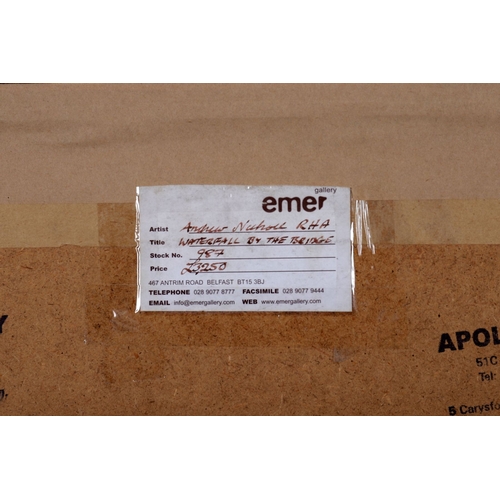 gallery
emer
Artist Andrew Nicholl RHA
Title WATERFALL BY THE BRIDGE
Stock No. 987
Price £3,250
467 ANTRIM ROAD BELFAST BT15 3BJ
TELEPHONE 028 9077 8777 FACSIMILE 028 9077 9444
EMAIL info@emergallery.com WEB www.emergallery.com
Y
APOL
51C
Tel:
5 Carysfo